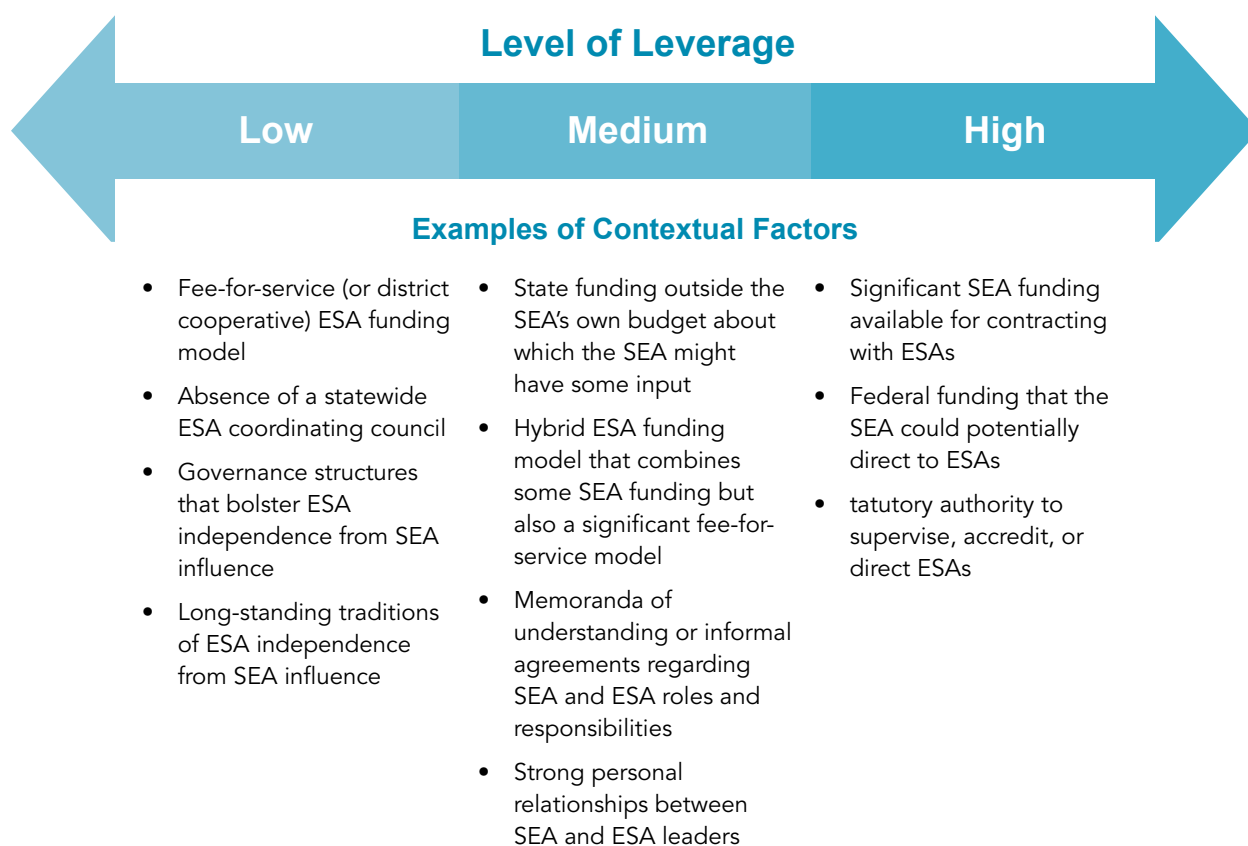 Level of Leverage
Low
Medium
High
Examples of Contextual Factors
• Fee-for-service (or district
cooperative) ESA funding
model
• Absence of a statewide
ESA coordinating council
• Governance structures
that bolster ESA
independence from SEA
influence
• Long-standing traditions
of ESA independence
from SEA influence
• State funding outside the
SEA’s own budget about
which the SEA might
have some input
• Hybrid ESA funding
model that combines
some SEA funding but
also a significant fee-for-
service model
• Memoranda of
understanding or informal
agreements regarding
SEA and ESA roles and
responsibilities
• Strong personal
relationships between
SEA and ESA leaders
• Significant SEA funding
available for contracting
with ESAs
• Federal funding that the
SEA could potentially
direct to ESAs
• tatutory authority to
supervise, accredit, or
direct ESAs